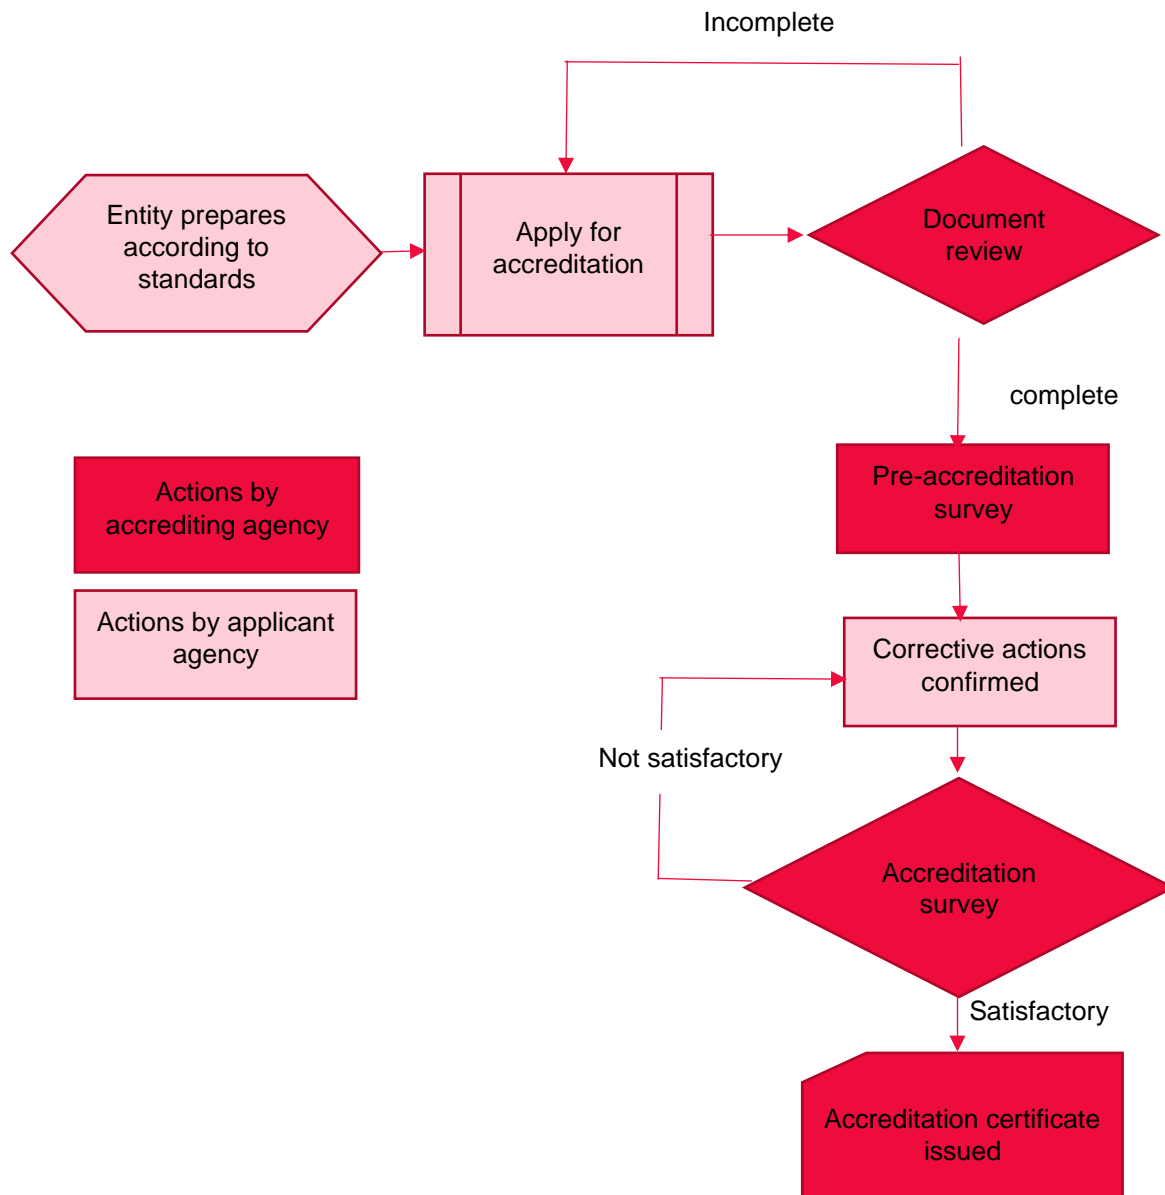 Incomplete
Entity prepares
according to
standards
Apply for
accreditation
Document
review
complete
Actions by
accrediting agency
Actions by applicant
agency
Pre-accreditation
survey
Corrective actions
confirmed
Not satisfactory
Accreditation
survey
Satisfactory
Accreditation certificate
issued